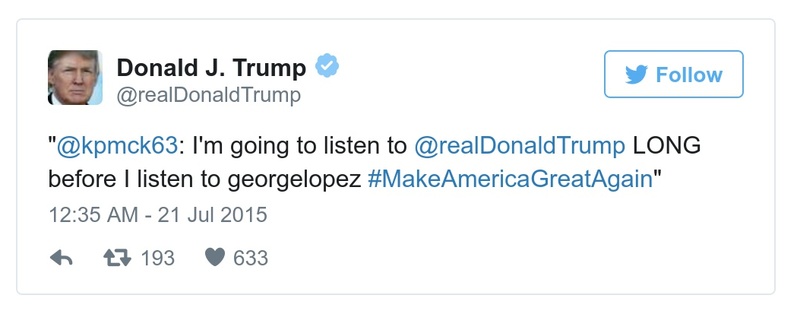 Donald J. Trump
@realDonaldTrump
Follow
"@kpmck63: I'm going to listen to @realDonaldTrump LONG
before I listen to georgelopez #MakeAmericaGreatAgain"
12:35 AM - 21 Jul 2015
193 633